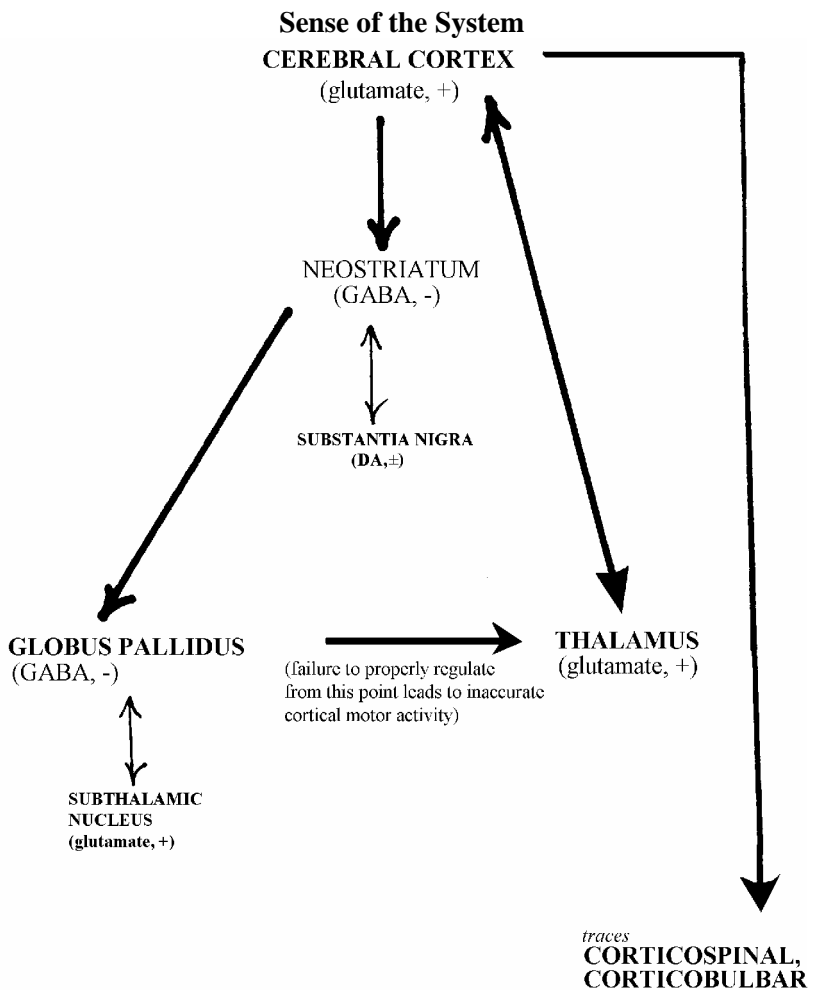 Sense of the System
CEREBRAL CORTEX
(glutamate, +)
NEOSTRIATUM
(GABA, -)
SUBSTANTIA NIGRA
(DA,±)
GLOBUS PALLIDUS
(GABA, -)
(failure to properly regulate
from this point leads to inaccurate
cortical motor activity)
THALAMUS
(glutamate, +)
SUBTHALAMIC
NUCLEUS
(glutamate, +)
traces
CORTICOSPINAL,
CORTICOBULBAR